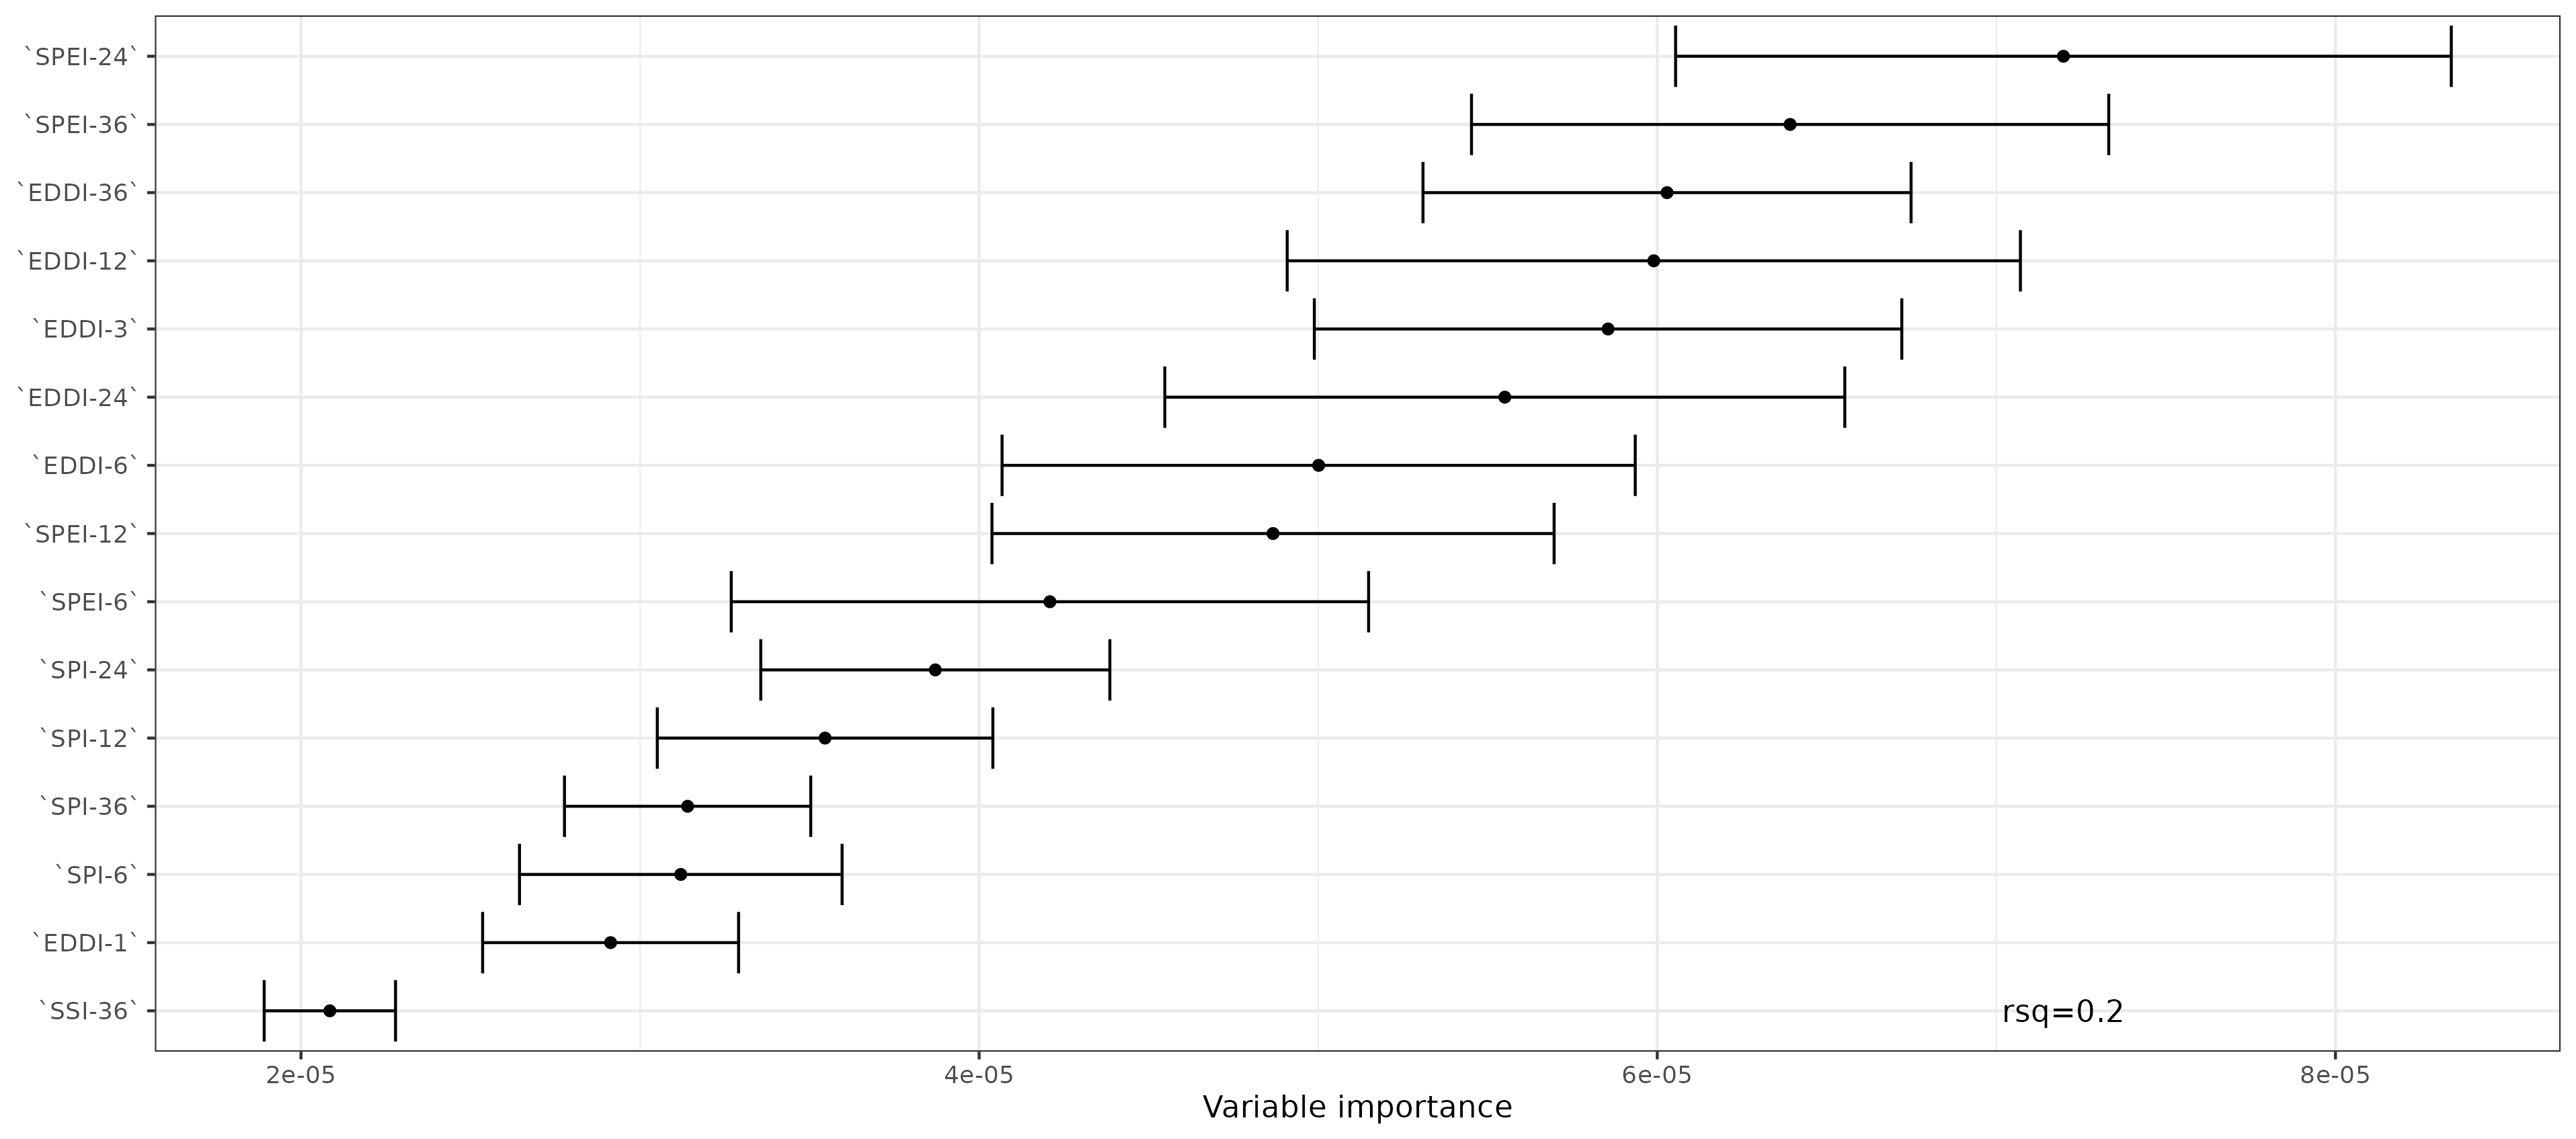 `SPEI-24`
`SPEI-36`
`EDDI-36`
`EDDI-12`
`EDDI-3`
`EDDI-24`
`EDDI-6`
`SPEI-12`
`SPEI-6`
`SPI-24`
`SPI-12`
`SPI-36`
`SPI-6`
`EDDI-1`
`SSI-36`
rsq=0.2
2e-05 4e-05 6e-05 8e-05
Variable importance